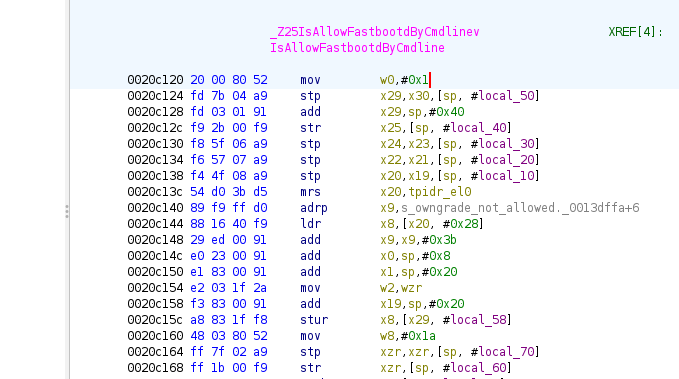 _Z25IsAllowFastbootdByCmdlinev XREF[4]:
IsAllowFastbootdByCmdline
0020c120 20 00 80 52 mov w0,#0x1
0020c124 fd 7b 04 a9 stp x29,x30,[sp, #local_50]
0020c128 fd 03 01 91 add x29,sp,#0x40
0020c12c f9 2b 00 f9 str x25,[sp, #local_40]
0020c130 f8 5f 06 a9 stp x24,x23,[sp, #local_30]
0020c134 f6 57 07 a9 stp x22,x21,[sp, #local_20]
0020c138 f4 4f 08 a9 stp x20,x19,[sp, #local_10]
0020c13c 54 d0 3b d5 mrs x20,tpidr_el0
0020c140 89 f9 ff d0 adrp x9,s_owngrade_not_allowed._0013dffa+6
0020c144 88 16 40 f9 ldr x8,[x20, #0x28]
0020c148 29 ed 00 91 add x9,x9,#0x3b
0020c14c e0 23 00 91 add x0,sp,#0x8
0020c150 e1 83 00 91 add x1,sp,#0x20
0020c154 e2 03 1f 2a mov w2,wzr
0020c158 f3 83 00 91 add x19,sp,#0x20
0020c15c a8 83 1f f8 stur x8,[x29, #local_58]
0020c160 48 03 80 52 mov w8,#0x1a
0020c164 ff 7f 02 a9 stp xzr,xzr,[sp, #local_70]
0020c168 ff 1b 00 f9 str xzr,[sp, #local_60]